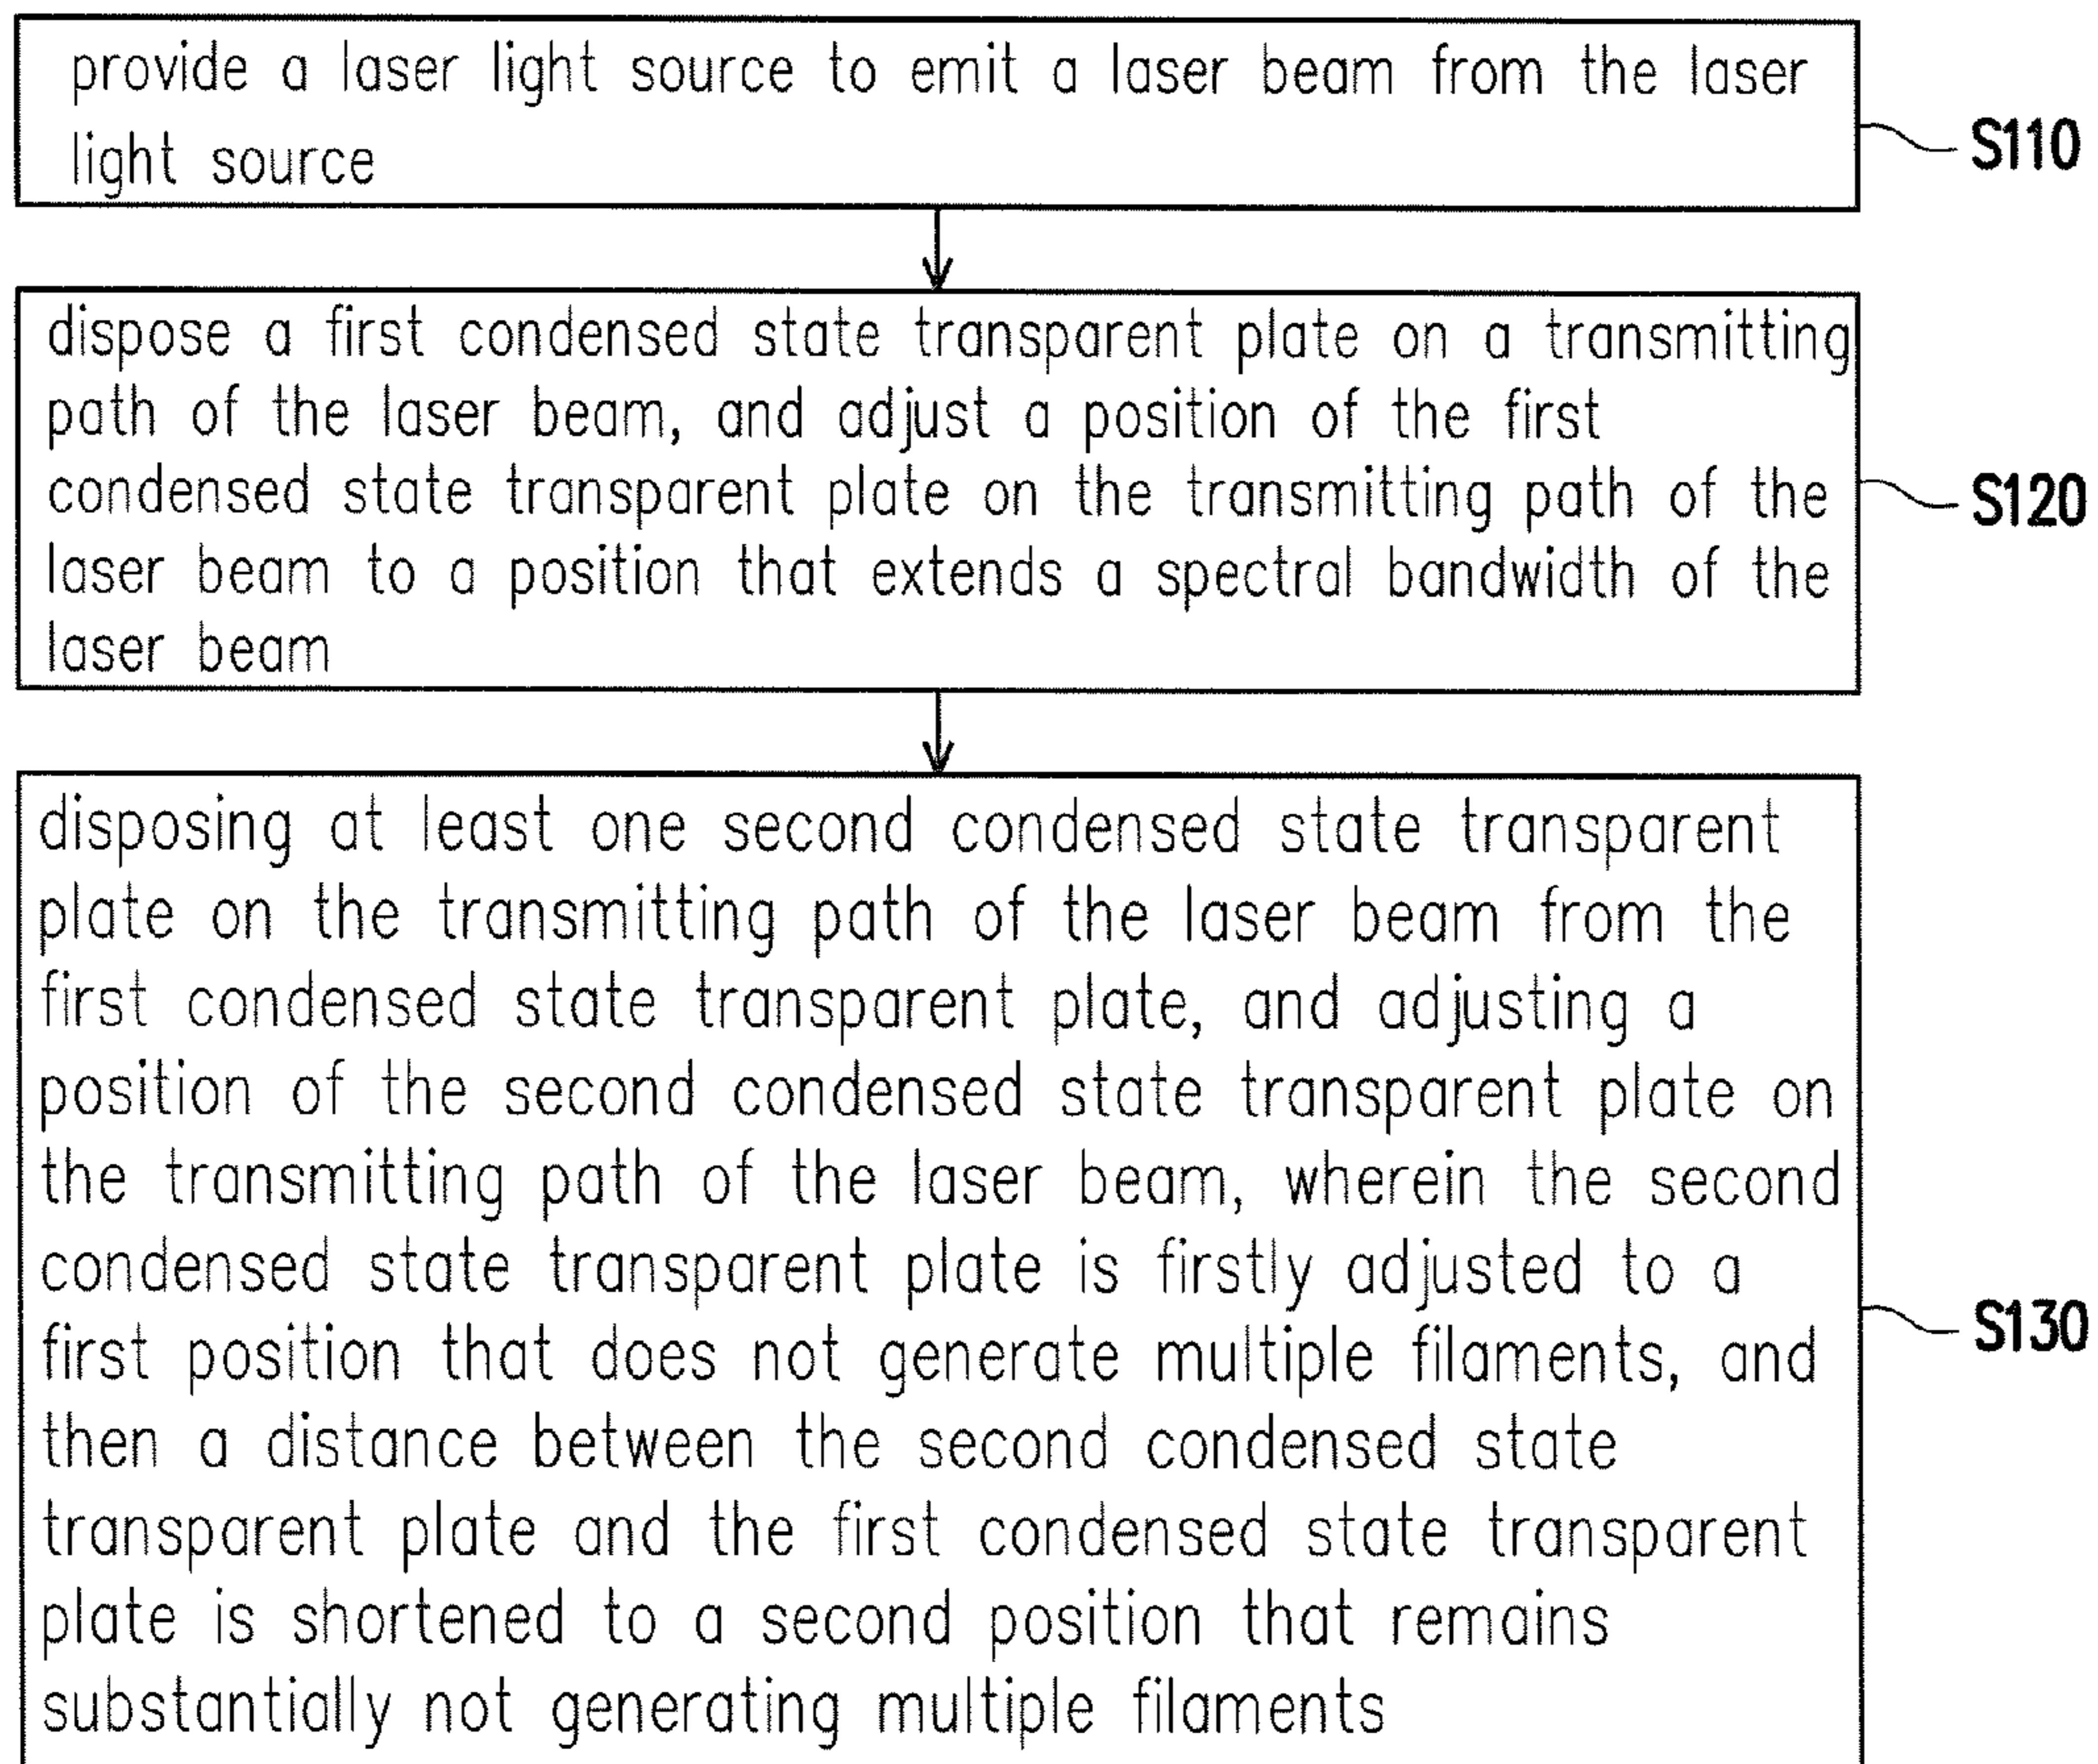 provide a laser light source to emit a laser beam from the laser
light source
S110
dispose a first condensed state transparent plate on a transmitting
path of the laser beam, and adjust a position of the first
condensed state transparent plate on the transmitting path of the
laser beam to a position that extends a spectral bandwidth of the
laser beam
S120
disposing at least one second condensed state transparent
plate on the transmitting path of the laser beam from the
first condensed state transparent plate, and adjusting a
position of the second condensed state transparent plate on
the transmitting path of the laser beam, wherein the second
condensed state transparent plate is firstly adjusted to a
first position that does not generate multiple filaments, and
then a distance between the second condensed state
transparent plate and the first condensed state transparent
plate is shortened to a second position that remains
substantially not generating multiple filaments
S130